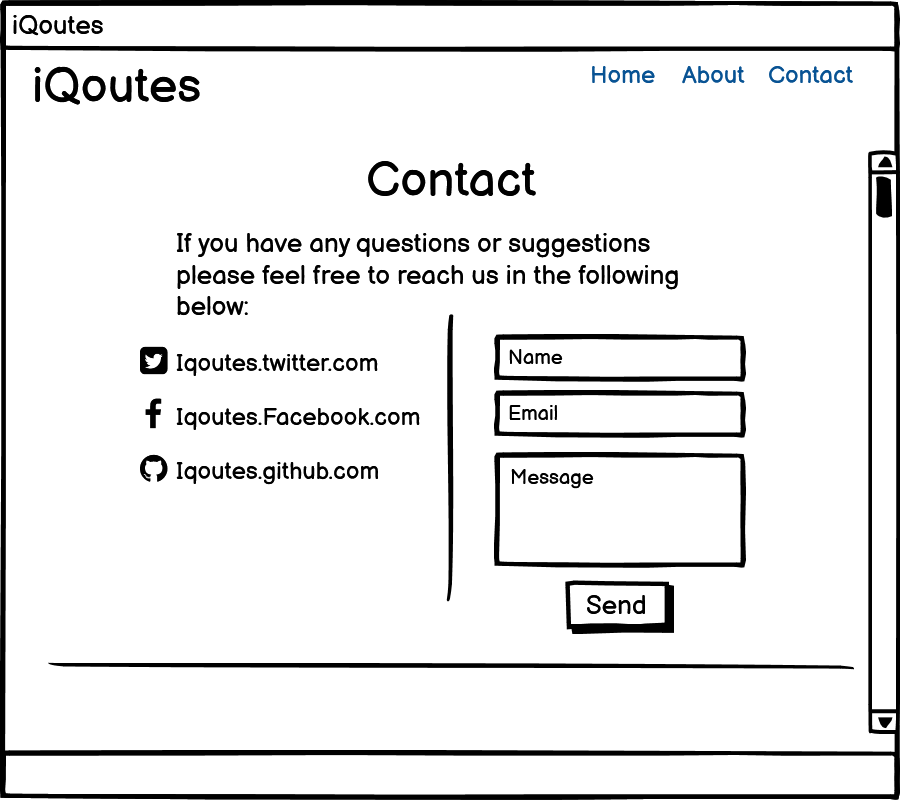 iQoutes
iQoutes
Home About Contact
Contact
If you have any questions or suggestions
please feel free to reach us in the following
below:
Iqoutes.twitter.com
Iqoutes.Facebook.com
Iqoutes.github.com
Name
Email
Message
Send